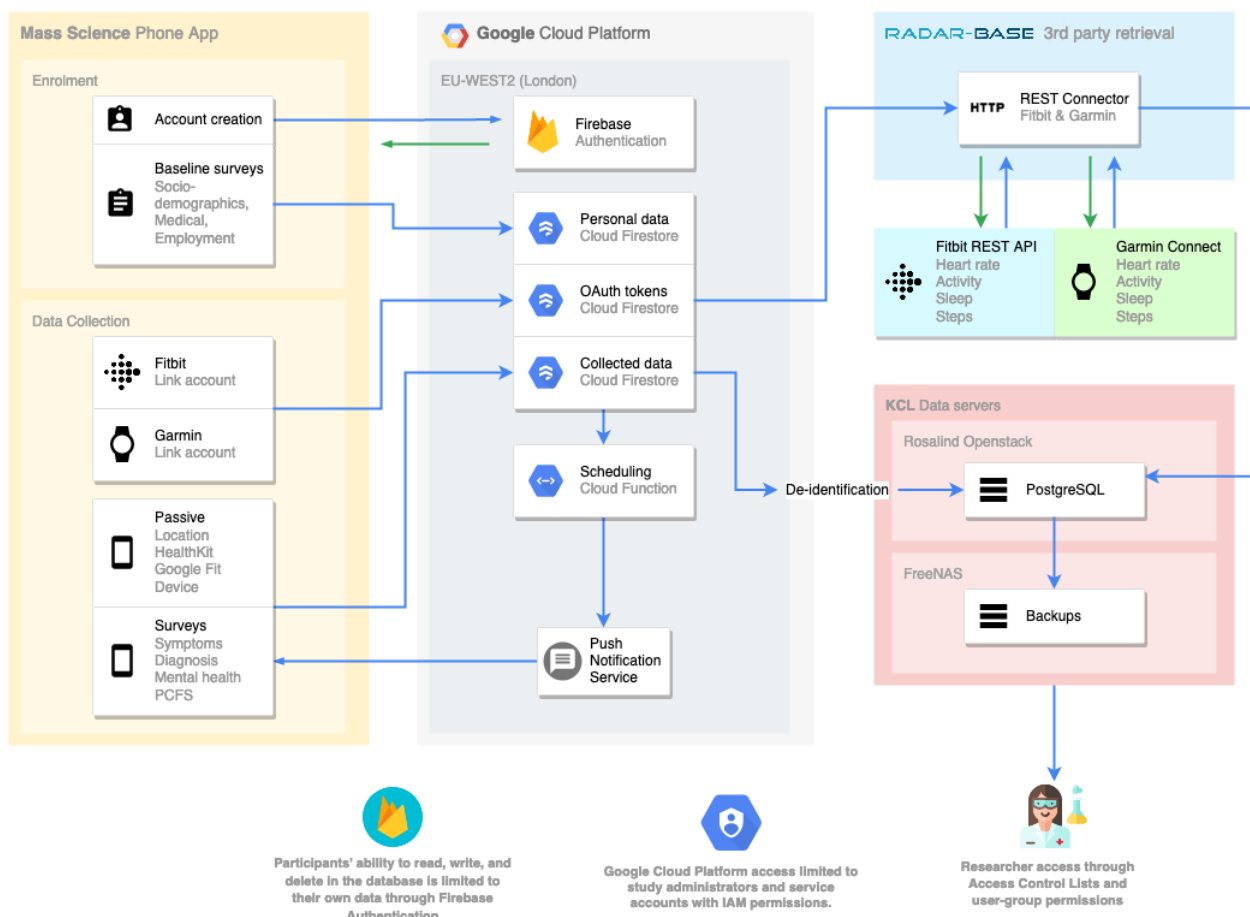 Mass Science Phone App
Enrolment
Account creation
Baseline surveys
Socio-
demographics,
Medical,
Employment
Data Collection
Fitbit
Link account
Garmin
Link account
Passive
Location
HealthKit
Google Fit
Device
Surveys
Symptoms
Diagnosis
Mental health
PCFS
Google Cloud Platform
EU-WEST2 (London)
Firebase
Authentication
Personal data
Cloud Firestore
OAuth tokens
Cloud Firestore
Collected data
Cloud Firestore
Scheduling
Cloud Function
Push
Notification
Service
De-identification
RADAR-BASE 3rd party retrieval
HTTP
REST Connector
Fitbit & Garmin
Fitbit REST API
Heart rate
Activity
Sleep
Steps
Garmin Connect
Heart rate
Activity
Sleep
Steps
KCL Data servers
Rosalind Openstack
PostgreSQL
FreeNAS
Backups
Participants' ability to read, write, and
delete in the database is limited to
their own data through Firebase
Authentication
Google Cloud Platform access limited to
study administrators and service
accounts with IAM permissions.
Researcher access through
Access Control Lists and
user-group permissions